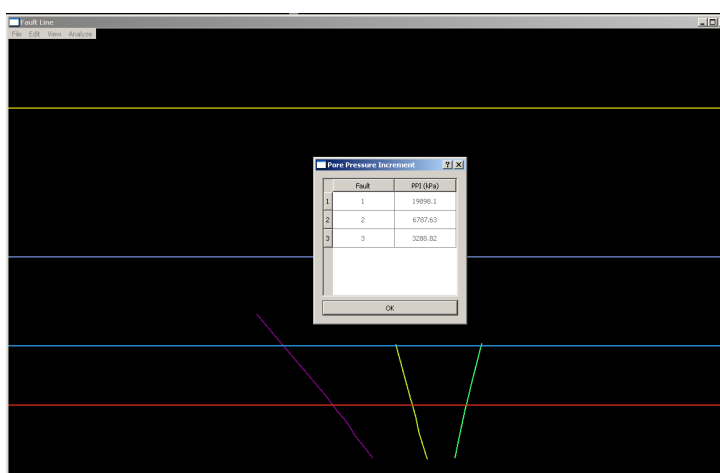 Fault Line
File Edit View Analyze
Pore Pressure Increment
Fault PPI (kPa)
1 1 19898.1
2 2 6787.63
3 3 3288.82
OK